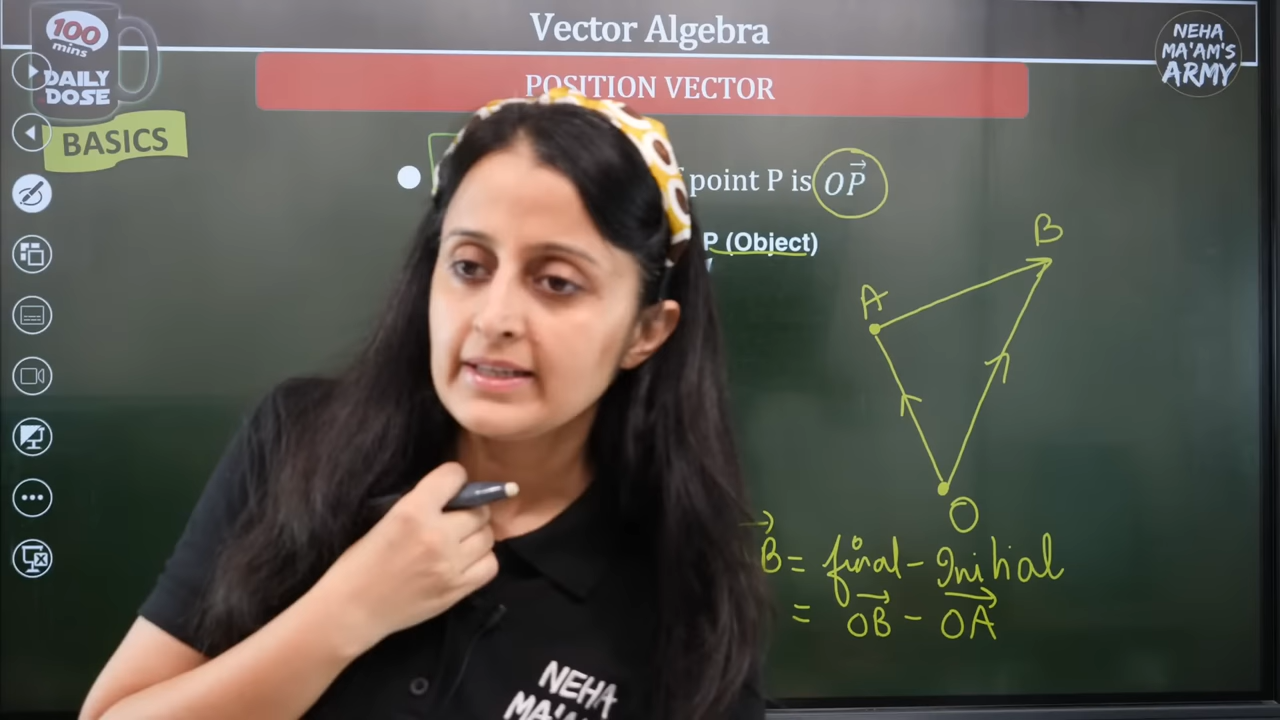 Vector Algebra
100
mins
DAILY
DOSE
NEHA
MA'AM'S
ARMY
POSITION VECTOR
BASICS
point P is OP⃗
P (Object)
B
A
O
B⃗ = final - Initial
= OB⃗ - OA⃗
NEHA